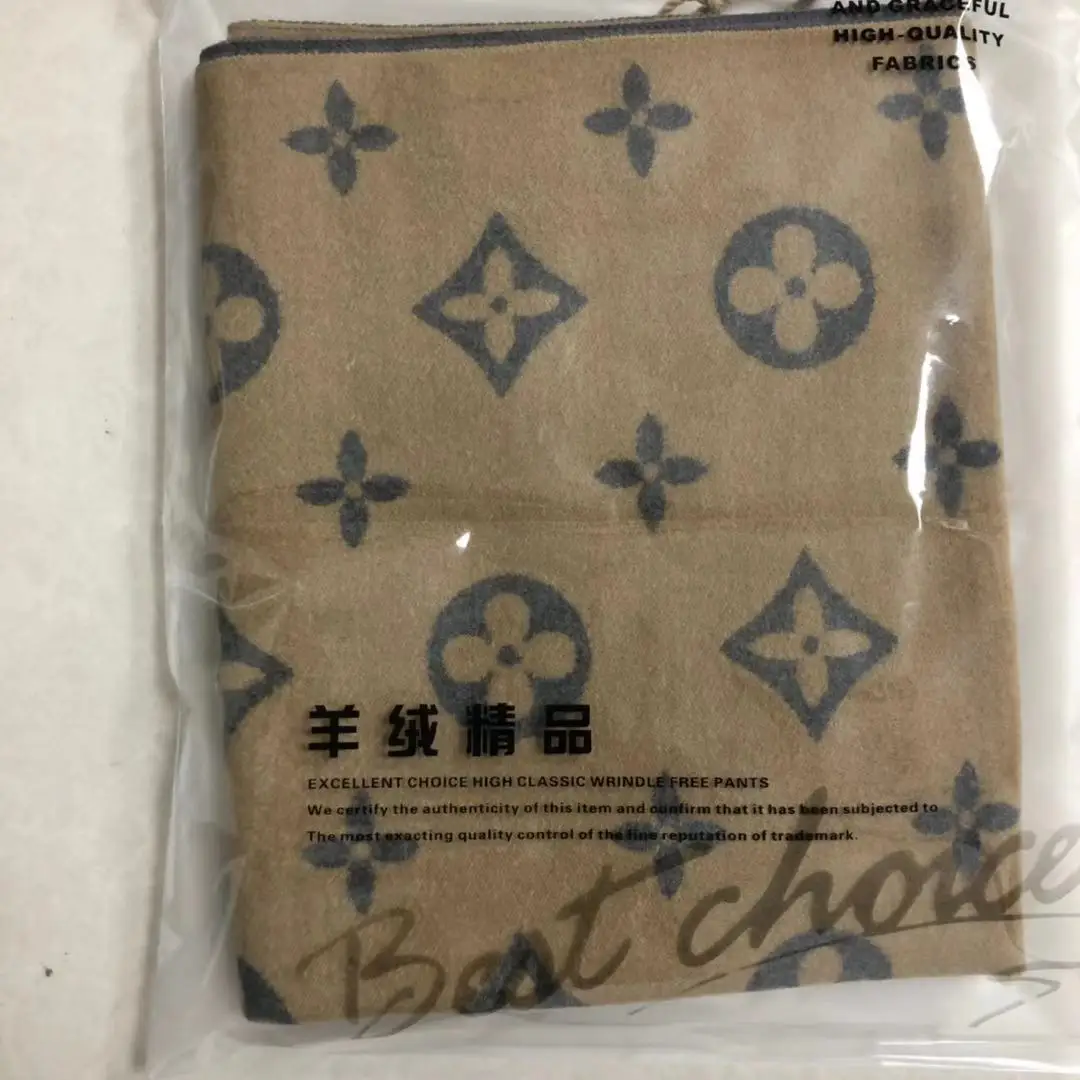 AND GRACEFUL
HIGH-QUALITY
FABRICS
羊绒精品
EXCELLENT CHOICE HIGH CLASSIC WRINDLE FREE PANTS
We certify the authenticity of this item and confirm that it has been subjected to
The most exacting quality control of the fine reputation of trademark.
Best choice